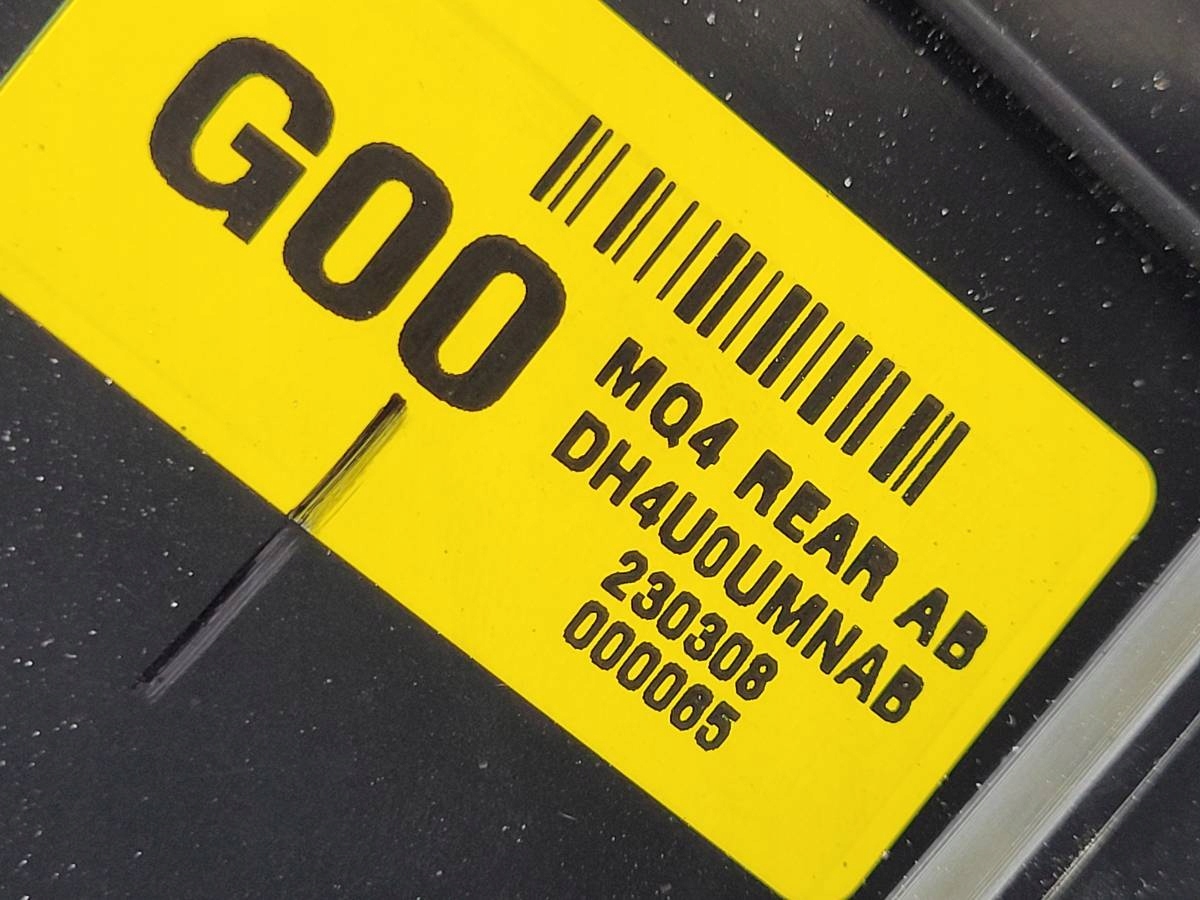 G00
MQ4 REAR AB
DH4U0UMNAB
230308
000065